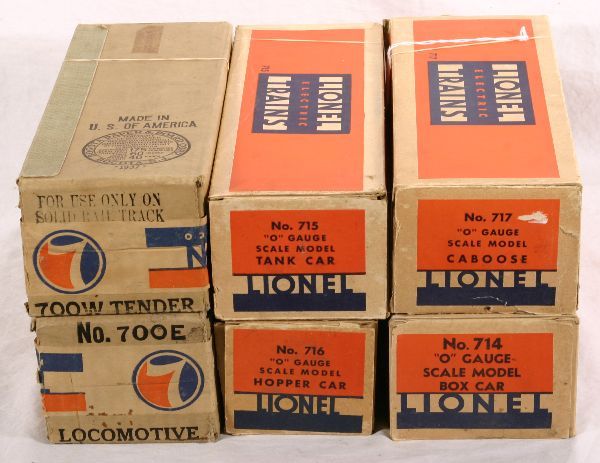 MADE IN
U. S. OF AMERICA
FOR USE ONLY ON
SOLID RAIL TRACK
7
700W TENDER
LIONEL
ELECTRIC
TRAINS
No. 715
"O" GAUGE
SCALE MODEL
TANK CAR
LIONEL
LIONEL
ELECTRIC
TRAINS
No. 717
"O" GAUGE
SCALE MODEL
CABOOSE
LIONEL
No. 700E
7
LOCOMOTIVE
No. 716
"O" GAUGE
SCALE MODEL
HOPPER CAR
LIONEL
No. 714
"O" GAUGE
SCALE MODEL
BOX CAR
LIONEL